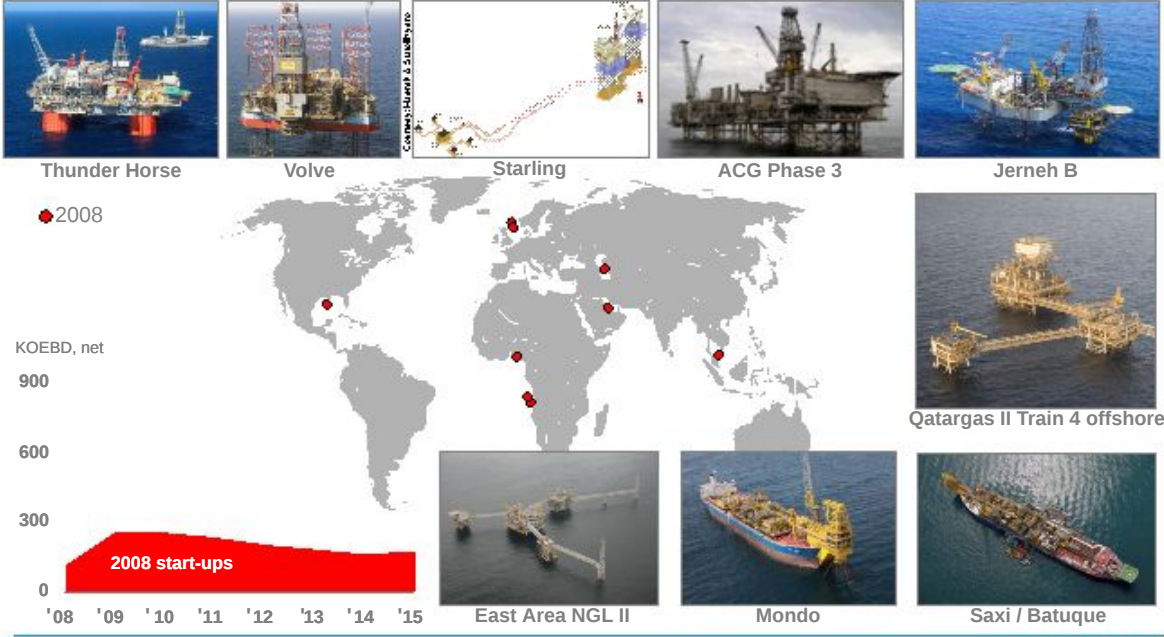 Thunder Horse
Volve
Starling
ACG Phase 3
Jerneh B
2008
Qatargas II Train 4 offshore
KOEBD, net
900
600
300
0
2008 start-ups
'08 '09 '10 '11 '12 '13 '14 '15
East Area NGL II
Mondo
Saxi / Batuque